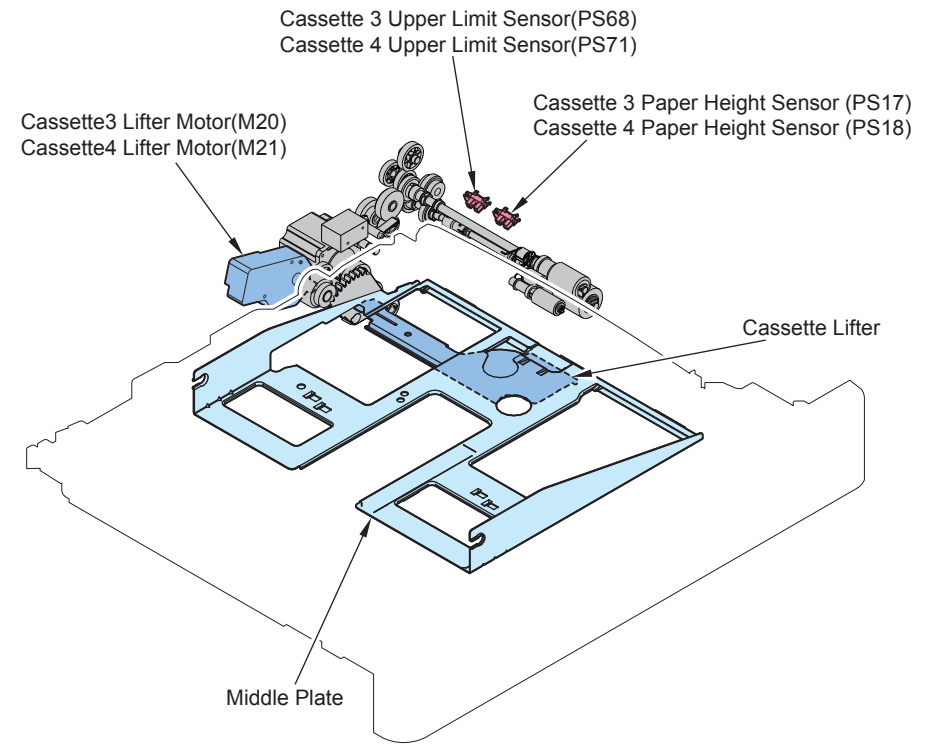 Cassette 3 Upper Limit Sensor(PS68)
Cassette 4 Upper Limit Sensor(PS71)
Cassette 3 Paper Height Sensor (PS17)
Cassette 4 Paper Height Sensor (PS18)
Cassette3 Lifter Motor(M20)
Cassette4 Lifter Motor(M21)
Cassette Lifter
Middle Plate